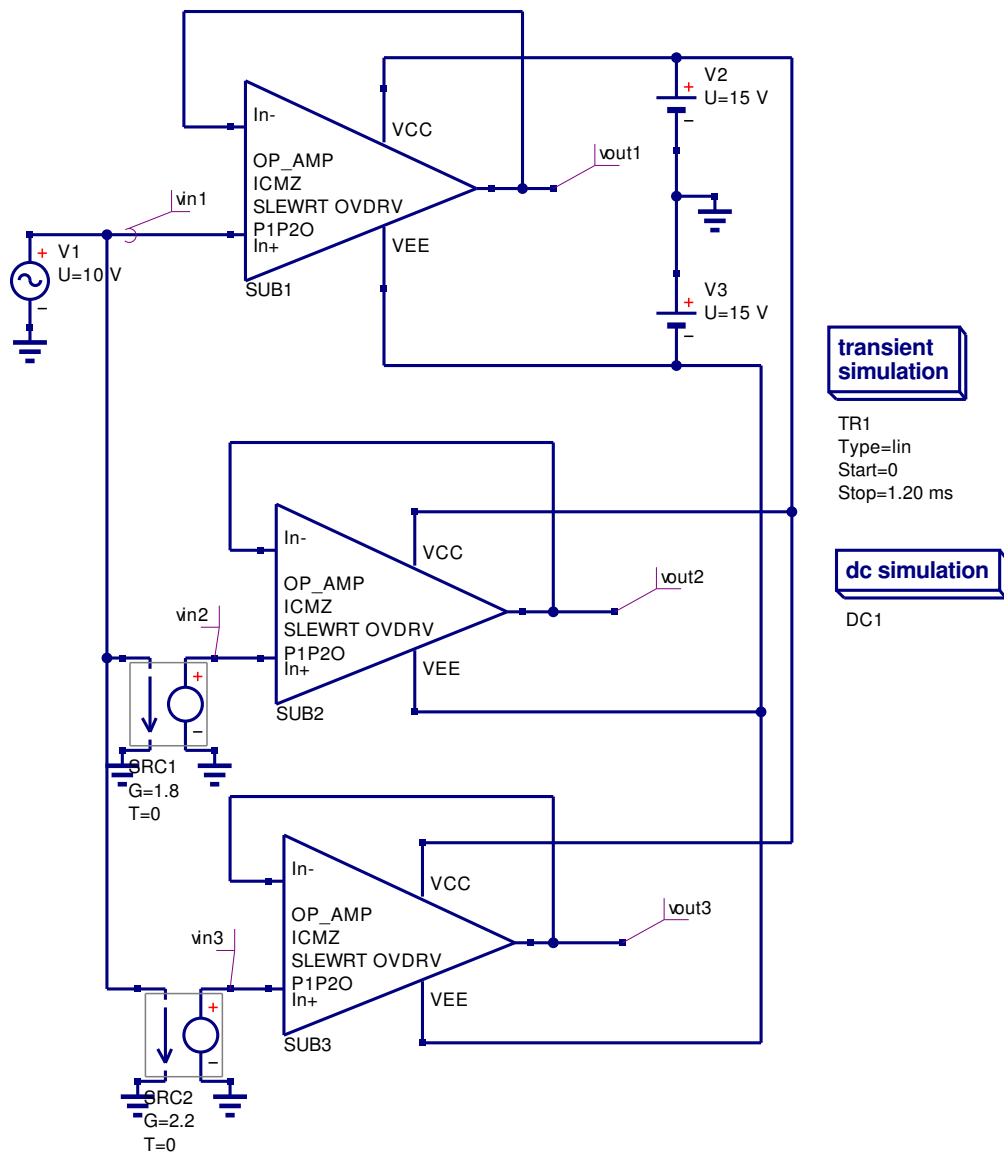 In-
VCC
OP_AMP
ICMZ
SLEWRT OVDRV
P1P2O
In+
VEE
SUB1
vout1
vin1
+
V1
U=10 V
−
V2
+
U=15 V
−
V3
+
U=15 V
−
transient
simulation
TR1
Type=lin
Start=0
Stop=1.20 ms
dc simulation
DC1
In-
VCC
OP_AMP
ICMZ
SLEWRT OVDRV
P1P2O
In+
VEE
SUB2
vout2
vin2
+
−
SRC1
G=1.8
T=0
In-
VCC
OP_AMP
ICMZ
SLEWRT OVDRV
P1P2O
In+
VEE
SUB3
vout3
vin3
+
−
SRC2
G=2.2
T=0